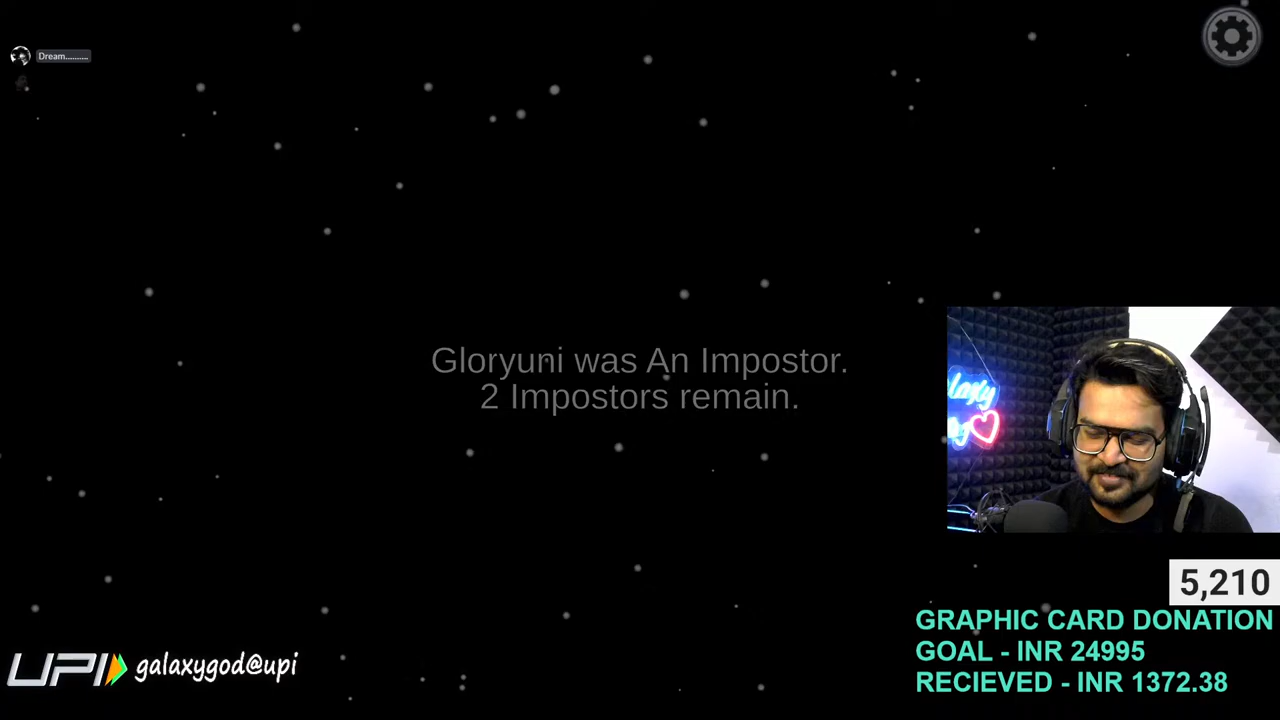 Dream..........
Gloryuni was An Impostor.
2 Impostors remain.
5,210
GRAPHIC CARD DONATION
GOAL - INR 24995
RECIEVED - INR 1372.38
UPI galaxygod@upi